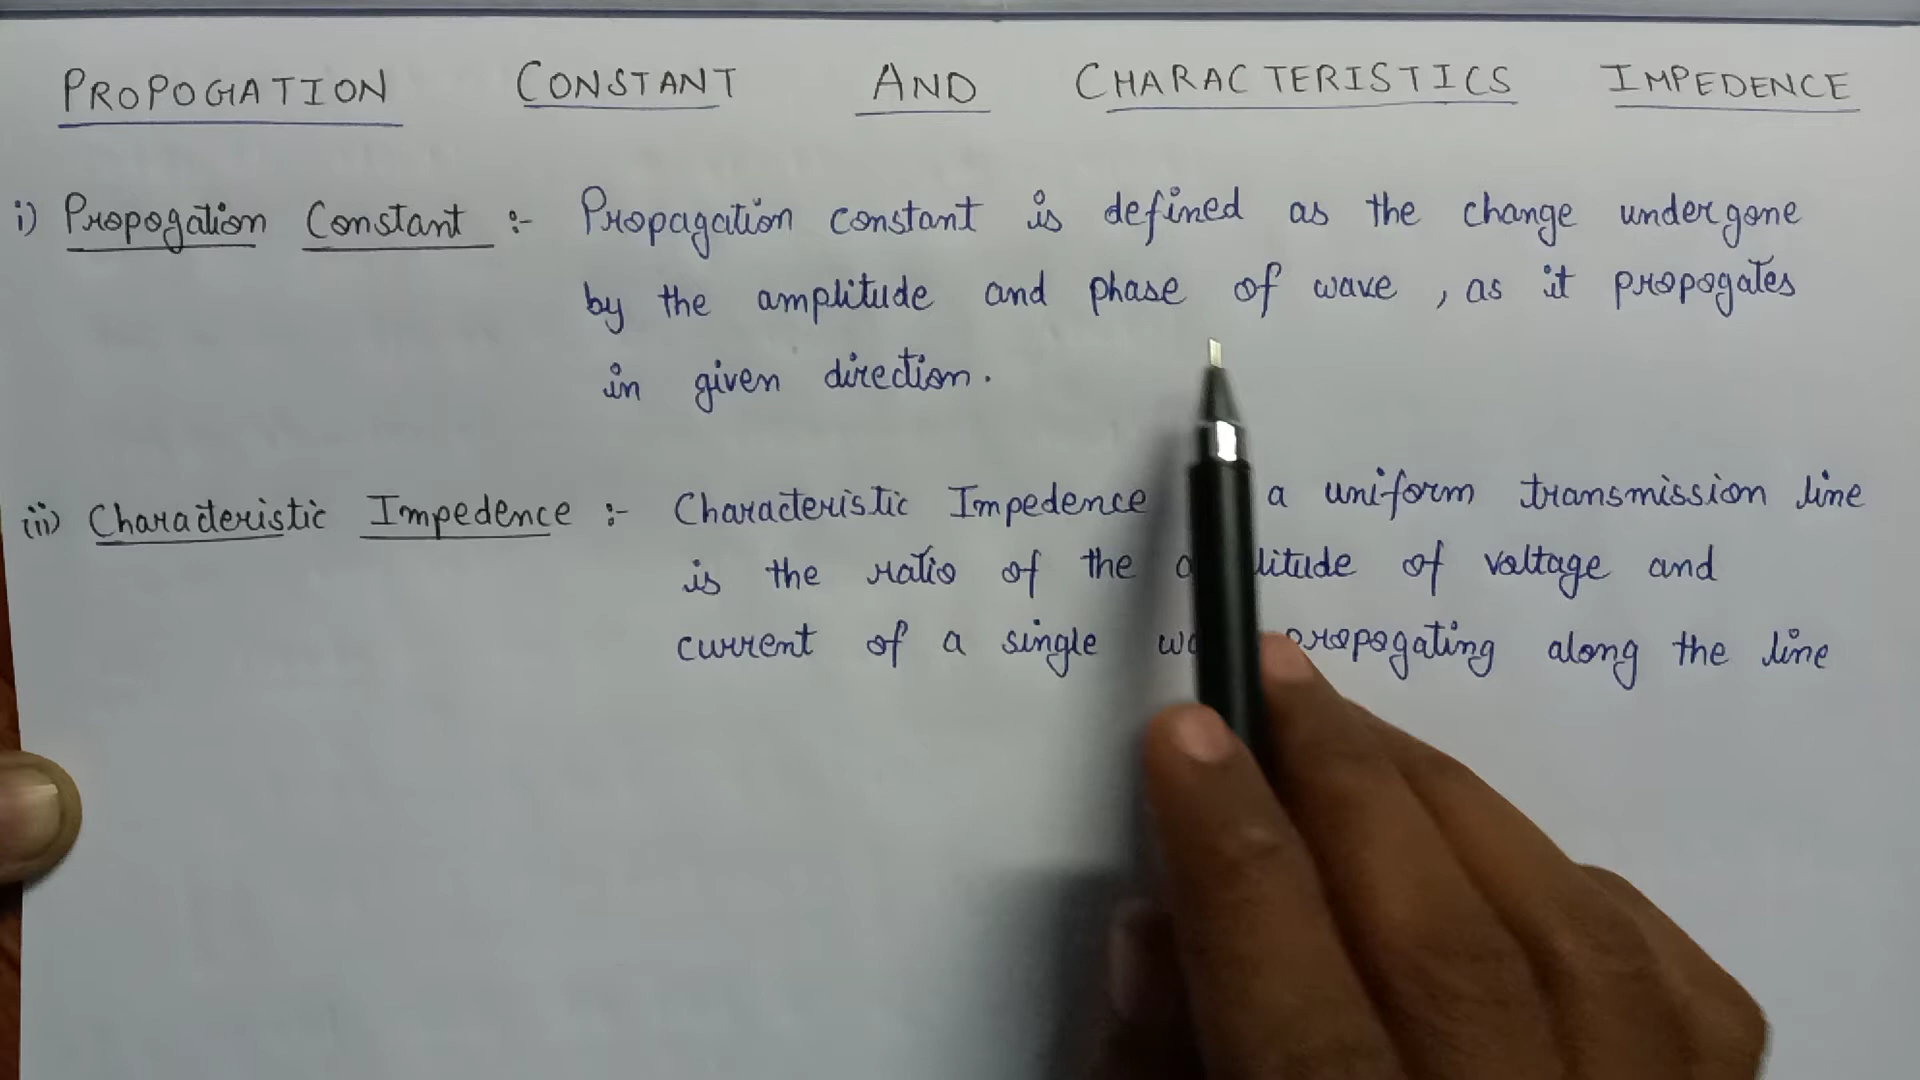 PROPOGATION CONSTANT AND CHARACTERISTICS IMPEDENCE
i) Propogation Constant :- Propagation constant is defined as the change undergone
by the amplitude and phase of wave , as it propogates
in given direction.
(ii) Characteristic Impedence :- Characteristic Impedence a uniform transmission line
is the ratio of the litude of voltage and
current of a single propogating along the line